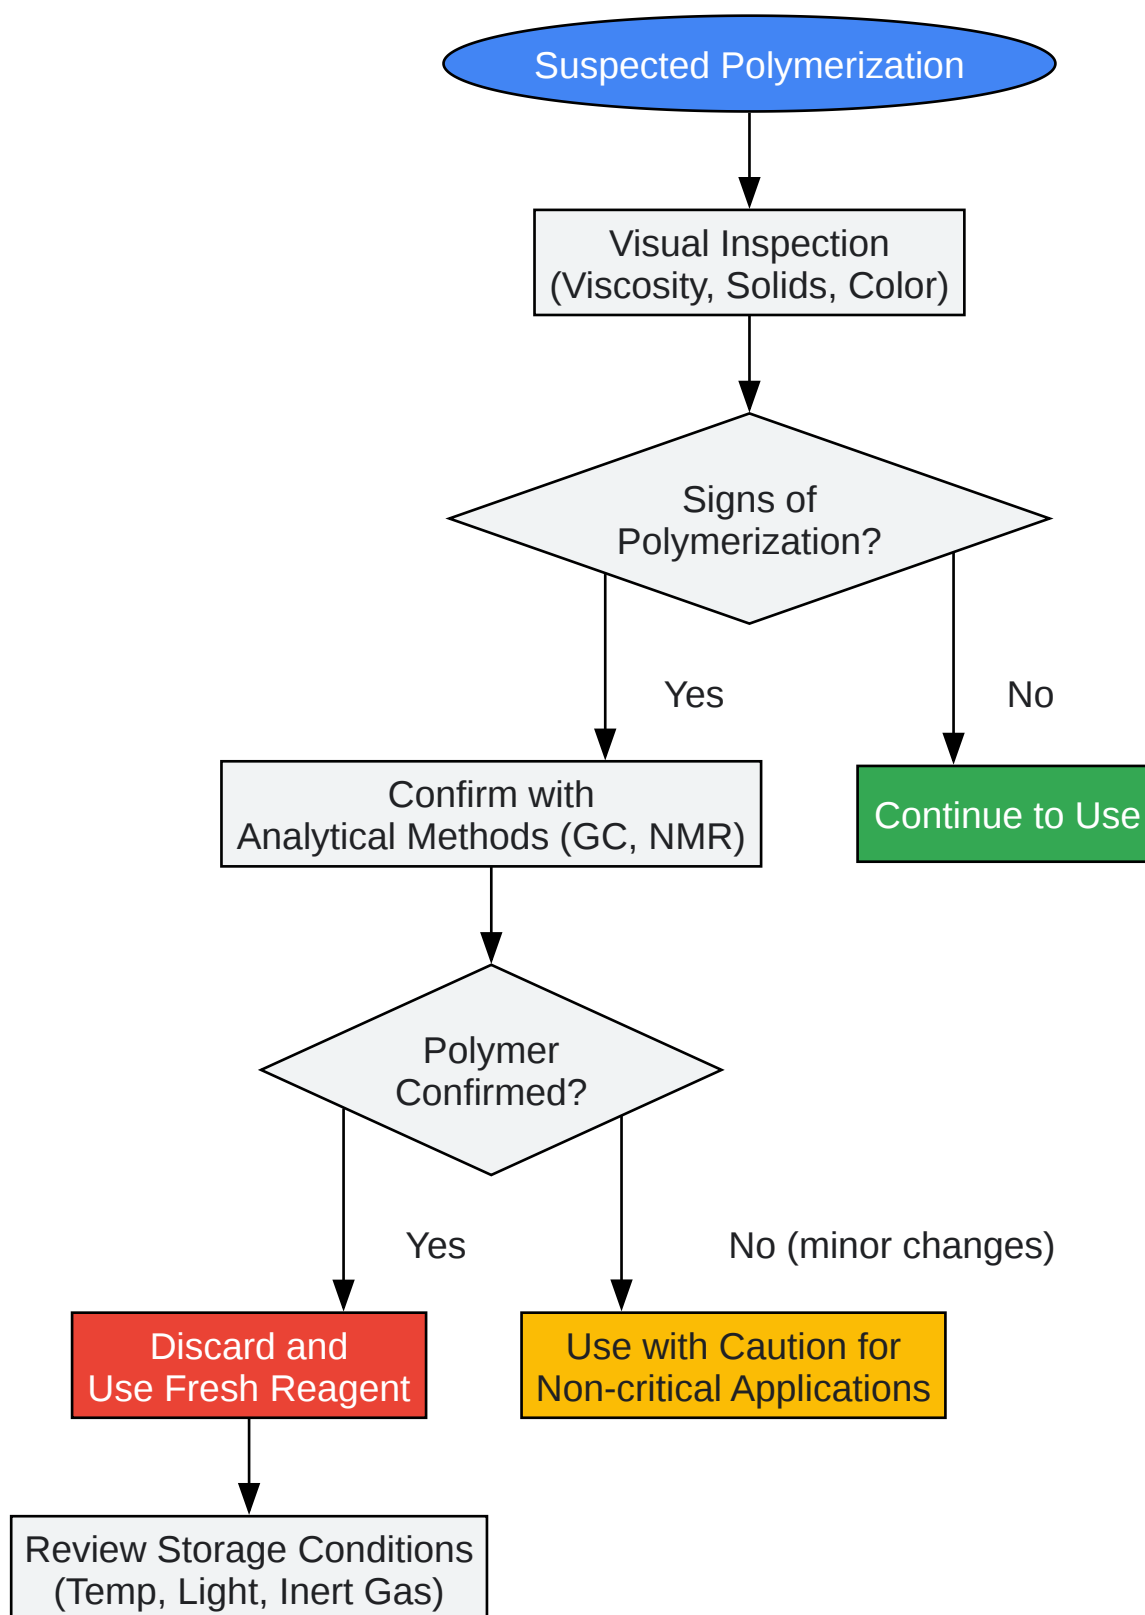 Suspected Polymerization
Visual Inspection
(Viscosity, Solids, Color)
Signs of
Polymerization?
Yes
No
Confirm with
Analytical Methods (GC, NMR)
Continue to Use
Polymer
Confirmed?
Yes
No (minor changes)
Discard and
Use Fresh Reagent
Use with Caution for
Non-critical Applications
Review Storage Conditions
(Temp, Light, Inert Gas)